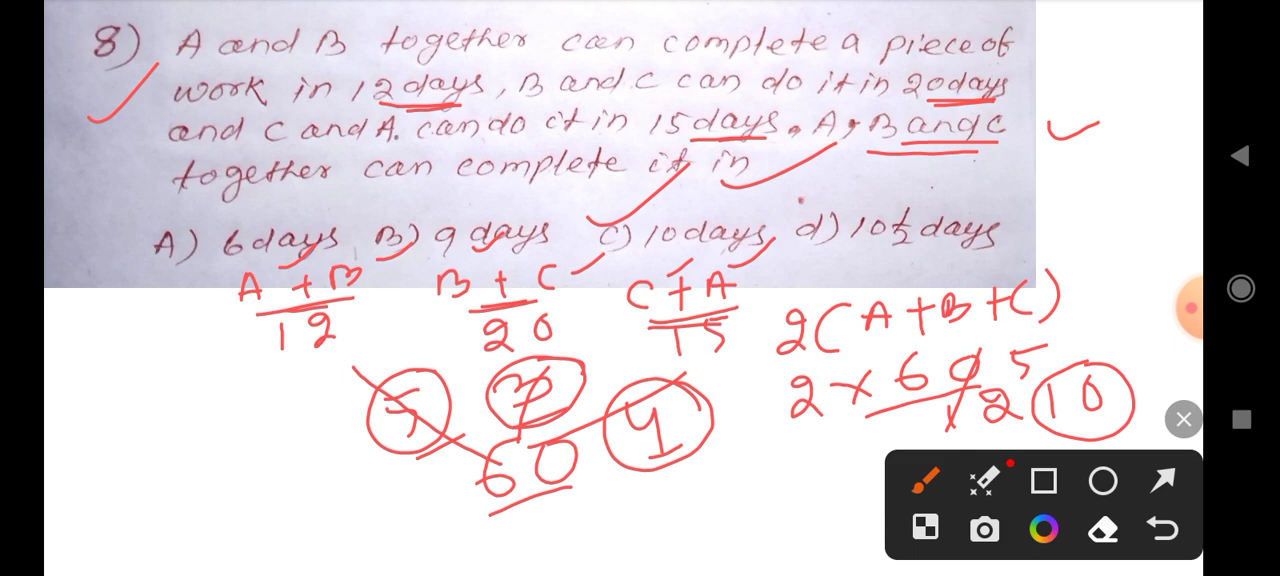 8) A and B together can complete a piece of
work in 12 days, B and C can do it in 20 days
and C and A. can do it in 15 days. A, B and C
together can complete it in
A) 6 days B) 9 days C) 10 days, d) 10½ days
A + B B + C C + A 2(A + B + C)
12 20 15
2 × 60 5
12 10
5 3 4
60